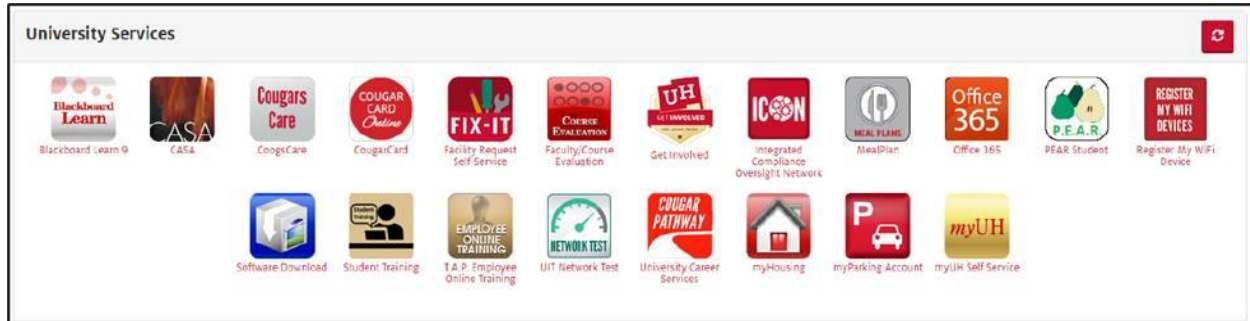 University Services
Blackboard
Learn
CASA
Cougars
Care
COUGAR
CARD
Online
FIX-IT
COURSE
EVALUATION
UH
GET INVOLVED
ICON
MEAL PLANS
Office
365
P.E.A.R.
REGISTER
MY WIFI
DEVICES
Blackboard Learn 9
CASA
CoogsCare
CougarCard
Facility Request
Self-Service
Faculty/Course
Evaluation
Get Involved
Integrated
Compliance
Oversight Network
MealPlan
Office 365
PEAR Student
Register My WiFi
Device
Student
Training
EMPLOYEE
ONLINE
TRAINING
NETWORK TEST
COUGAR
PATHWAY
P
myUH
Software Download
Student Training
T.A.P. Employee
Online Training
UIT Network Test
University Career
Services
myHousing
myParking Account
myUH Self Service